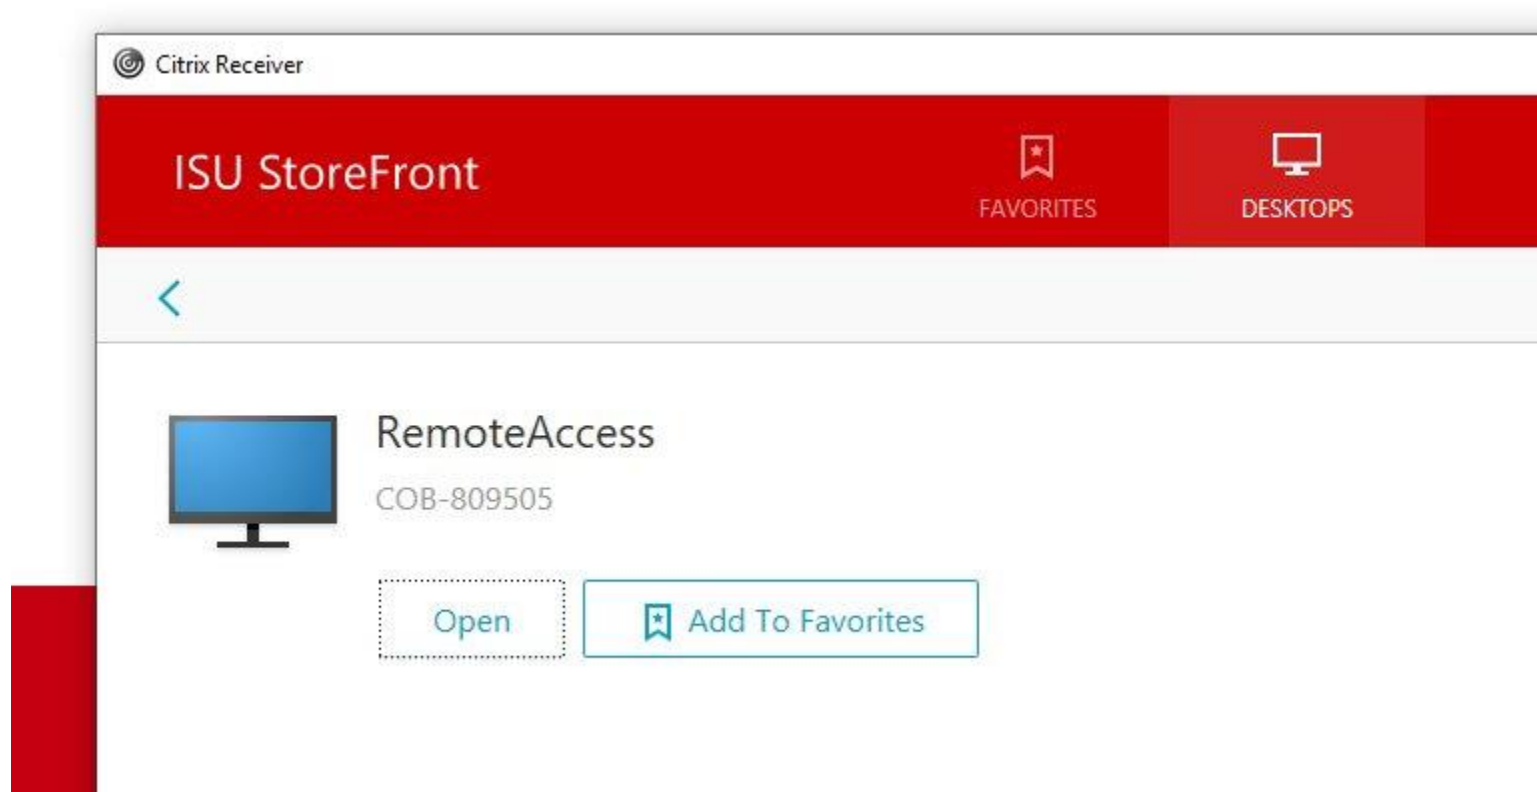 Citrix Receiver
ISU StoreFront
FAVORITES
DESKTOPS
RemoteAccess
COB-809505
Open
Add To Favorites